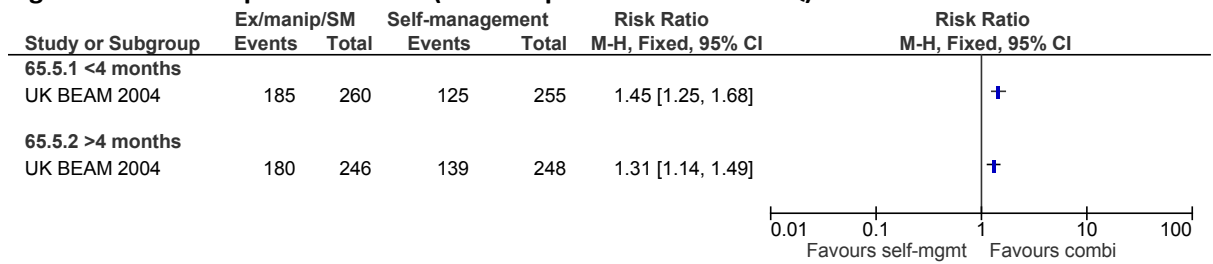 Ex/manip/SM Self-management Risk Ratio Risk Ratio
Study or Subgroup Events Total Events Total M-H, Fixed, 95% CI M-H, Fixed, 95% CI
65.5.1 <4 months
UK BEAM 2004 185 260 125 255 1.45 [1.25, 1.68]
65.5.2 >4 months
UK BEAM 2004 180 246 139 248 1.31 [1.14, 1.49]
0.01 0.1 1 10 100
Favours self-mgmt Favours combi